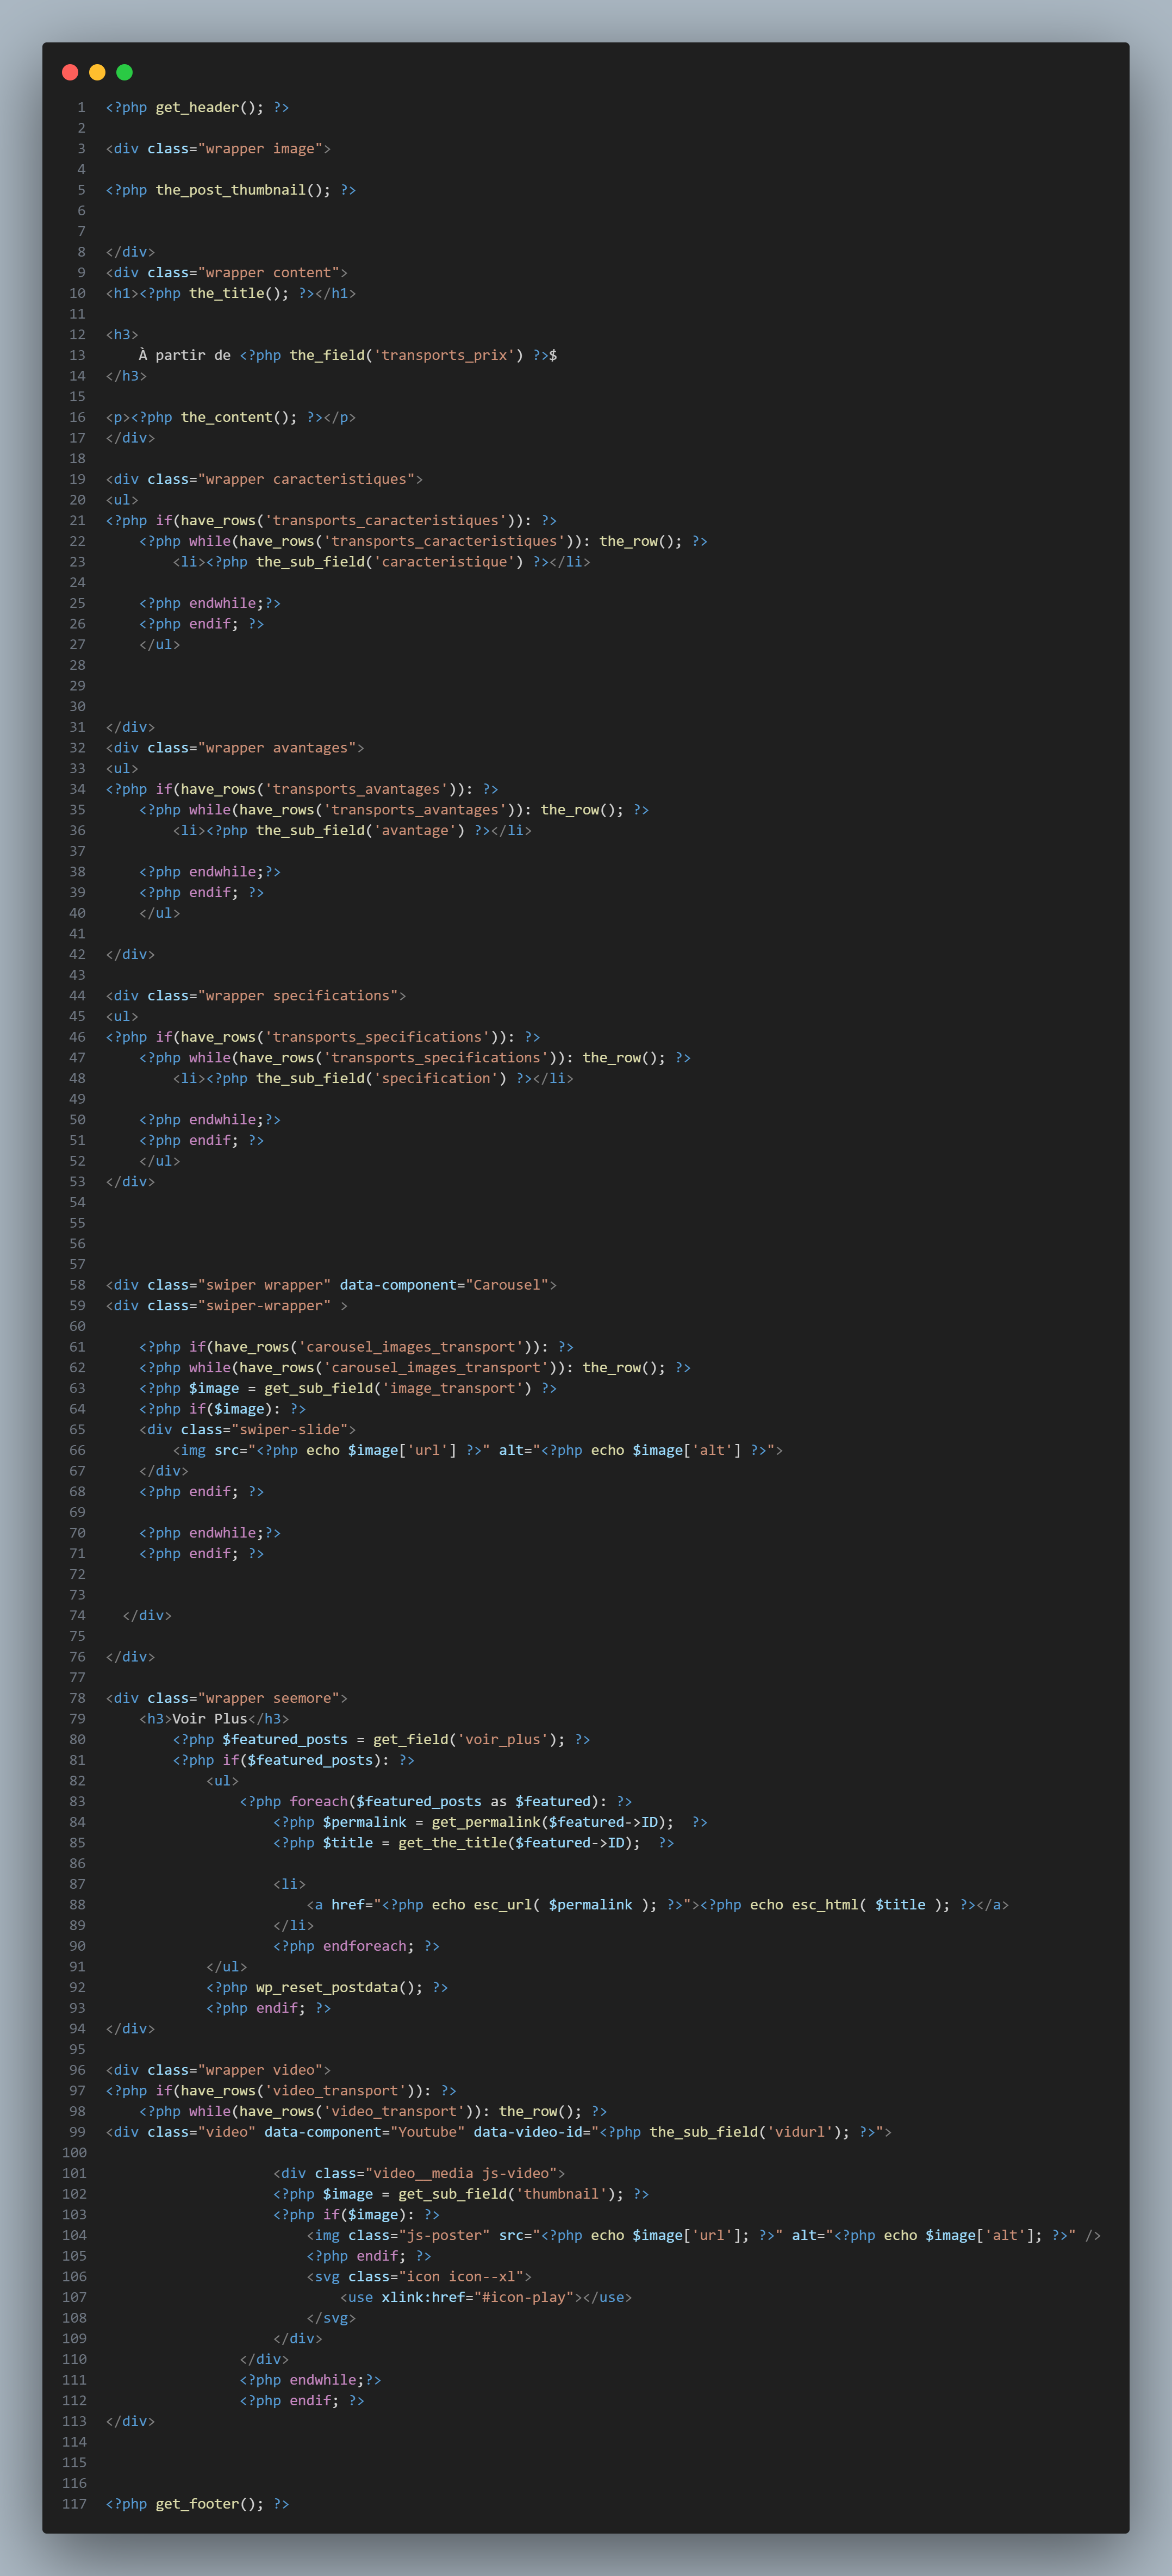 1 <?php get_header(); ?>
2
3 <div class="wrapper image">
4
5 <?php the_post_thumbnail(); ?>
6
7
8 </div>
9 <div class="wrapper content">
10 <h1><?php the_title(); ?></h1>
11
12 <h3>
13     À partir de <?php the_field('transports_prix') ?>$
14 </h3>
15
16 <p><?php the_content(); ?></p>
17 </div>
18
19 <div class="wrapper caracteristiques">
20 <ul>
21 <?php if(have_rows('transports_caracteristiques')): ?>
22     <?php while(have_rows('transports_caracteristiques')): the_row(); ?>
23         <li><?php the_sub_field('caracteristique') ?></li>
24
25     <?php endwhile;?>
26     <?php endif; ?>
27     </ul>
28
29
30
31 </div>
32 <div class="wrapper avantages">
33 <ul>
34 <?php if(have_rows('transports_avantages')): ?>
35     <?php while(have_rows('transports_avantages')): the_row(); ?>
36         <li><?php the_sub_field('avantage') ?></li>
37
38     <?php endwhile;?>
39     <?php endif; ?>
40     </ul>
41
42 </div>
43
44 <div class="wrapper specifications">
45 <ul>
46 <?php if(have_rows('transports_specifications')): ?>
47     <?php while(have_rows('transports_specifications')): the_row(); ?>
48         <li><?php the_sub_field('specification') ?></li>
49
50     <?php endwhile;?>
51     <?php endif; ?>
52     </ul>
53 </div>
54
55
56
57
58 <div class="swiper wrapper" data-component="Carousel">
59 <div class="swiper-wrapper" >
60
61     <?php if(have_rows('carousel_images_transport')): ?>
62     <?php while(have_rows('carousel_images_transport')): the_row(); ?>
63     <?php $image = get_sub_field('image_transport') ?>
64     <?php if($image): ?>
65     <div class="swiper-slide">
66         <img src="<?php echo $image['url'] ?>" alt="<?php echo $image['alt'] ?>">
67     </div>
68     <?php endif; ?>
69
70     <?php endwhile;?>
71     <?php endif; ?>
72
73
74   </div>
75
76 </div>
77
78 <div class="wrapper seemore">
79     <h3>Voir Plus</h3>
80         <?php $featured_posts = get_field('voir_plus'); ?>
81         <?php if($featured_posts): ?>
82             <ul>
83                 <?php foreach($featured_posts as $featured): ?>
84                     <?php $permalink = get_permalink($featured->ID);  ?>
85                     <?php $title = get_the_title($featured->ID);  ?>
86
87                     <li>
88                         <a href="<?php echo esc_url( $permalink ); ?>"><?php echo esc_html( $title ); ?></a>
89                     </li>
90                     <?php endforeach; ?>
91             </ul>
92             <?php wp_reset_postdata(); ?>
93             <?php endif; ?>
94 </div>
95
96 <div class="wrapper video">
97 <?php if(have_rows('video_transport')): ?>
98     <?php while(have_rows('video_transport')): the_row(); ?>
99 <div class="video" data-component="Youtube" data-video-id="<?php the_sub_field('vidurl'); ?>">
100
101                     <div class="video__media js-video">
102                     <?php $image = get_sub_field('thumbnail'); ?>
103                     <?php if($image): ?>
104                         <img class="js-poster" src="<?php echo $image['url']; ?>" alt="<?php echo $image['alt']; ?>" />
105                         <?php endif; ?>
106                         <svg class="icon icon--xl">
107                             <use xlink:href="#icon-play"></use>
108                         </svg>
109                     </div>
110                 </div>
111                 <?php endwhile;?>
112                 <?php endif; ?>
113 </div>
114
115
116
117 <?php get_footer(); ?>